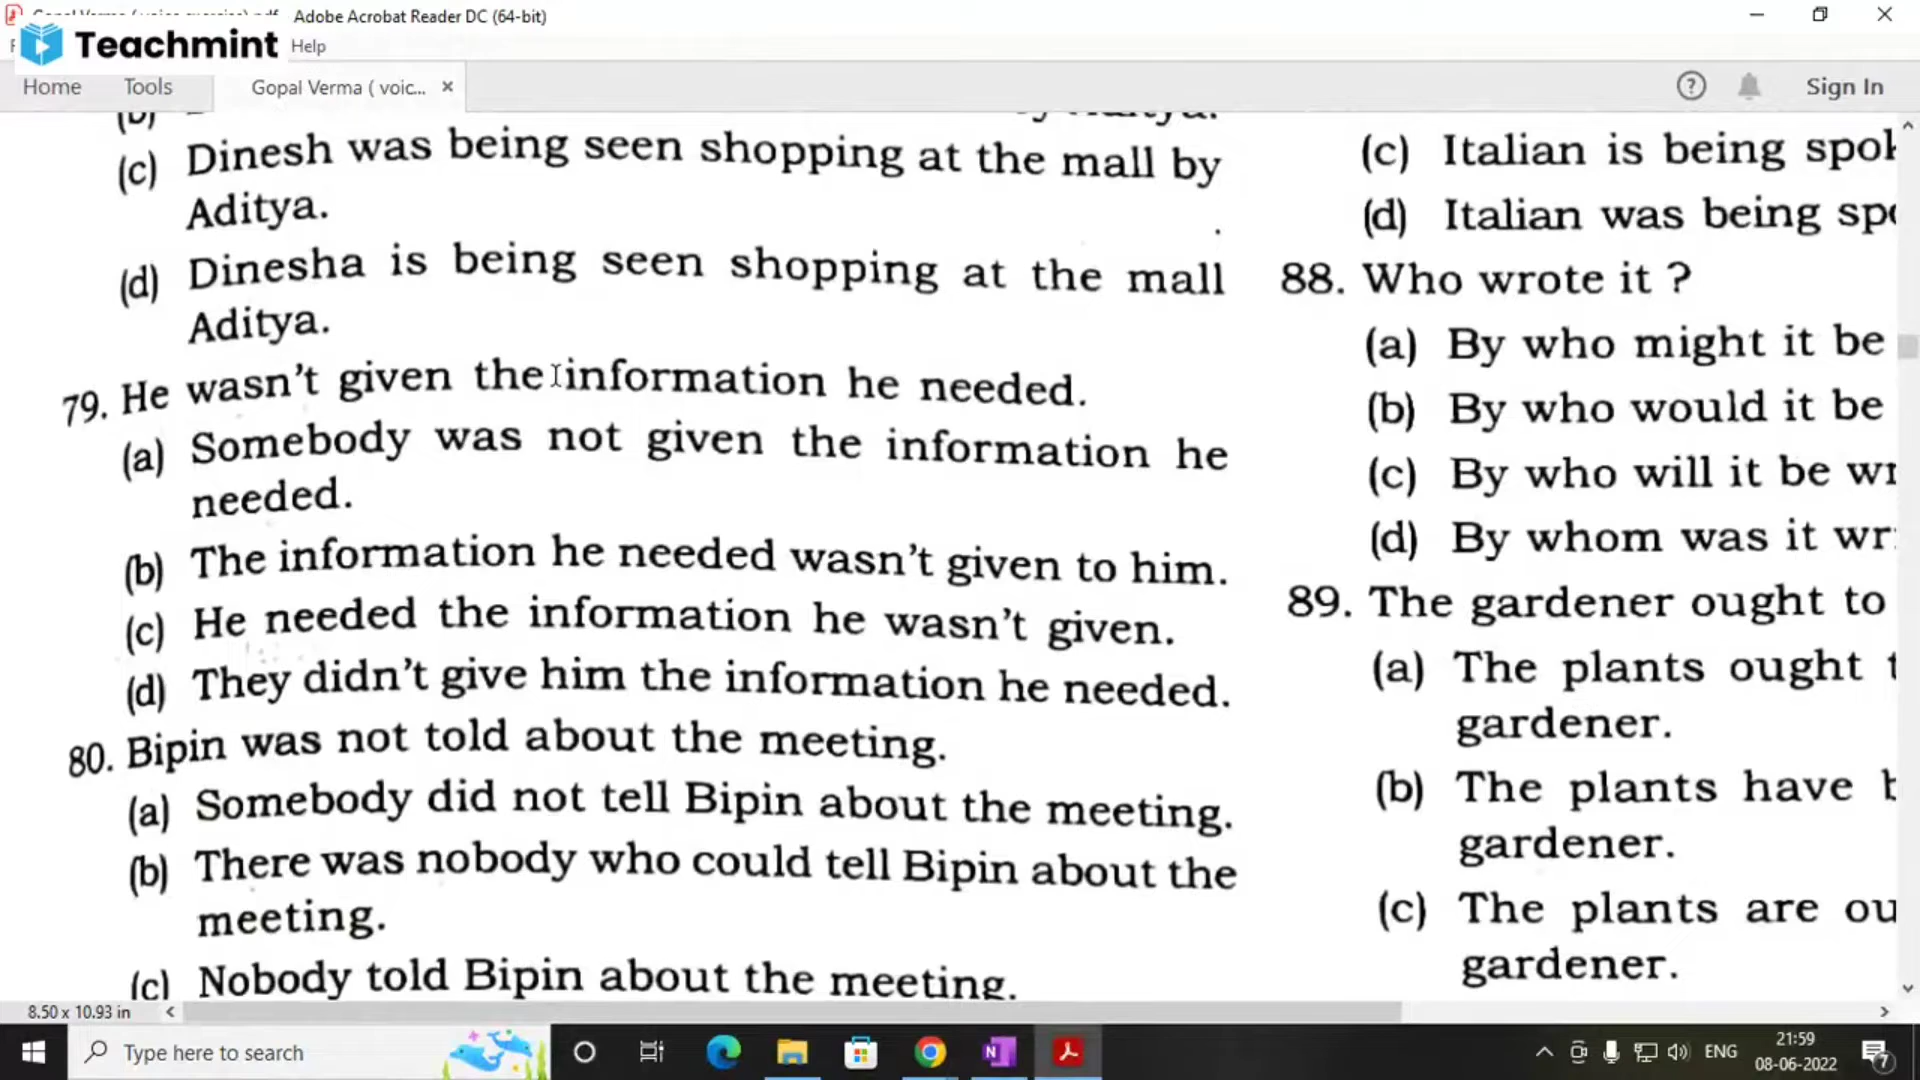 Adobe Acrobat Reader DC (64-bit)
Teachmint
Help
Home Tools Gopal Verma ( voic... × Sign In
(c) Dinesh was being seen shopping at the mall by
Aditya.
(d) Dinesha is being seen shopping at the mall
Aditya.
79. He wasn't given the information he needed.
(a) Somebody was not given the information he
needed.
(b) The information he needed wasn't given to him.
(c) He needed the information he wasn't given.
(d) They didn't give him the information he needed.
80. Bipin was not told about the meeting.
(a) Somebody did not tell Bipin about the meeting.
(b) There was nobody who could tell Bipin about the
meeting.
(c) Nobody told Bipin about the meeting.
(c) Italian is being
(d) Italian was being
88. Who wrote it ?
(a) By who might it be
(b) By who would it be
(c) By who will it be
(d) By whom was it
89. The gardener ought to
(a) The plants ought
gardener.
(b) The plants have
gardener.
(c) The plants are
gardener.
8.50 x 10.93 in
Type here to search
ENG
21:59
08-06-2022
7